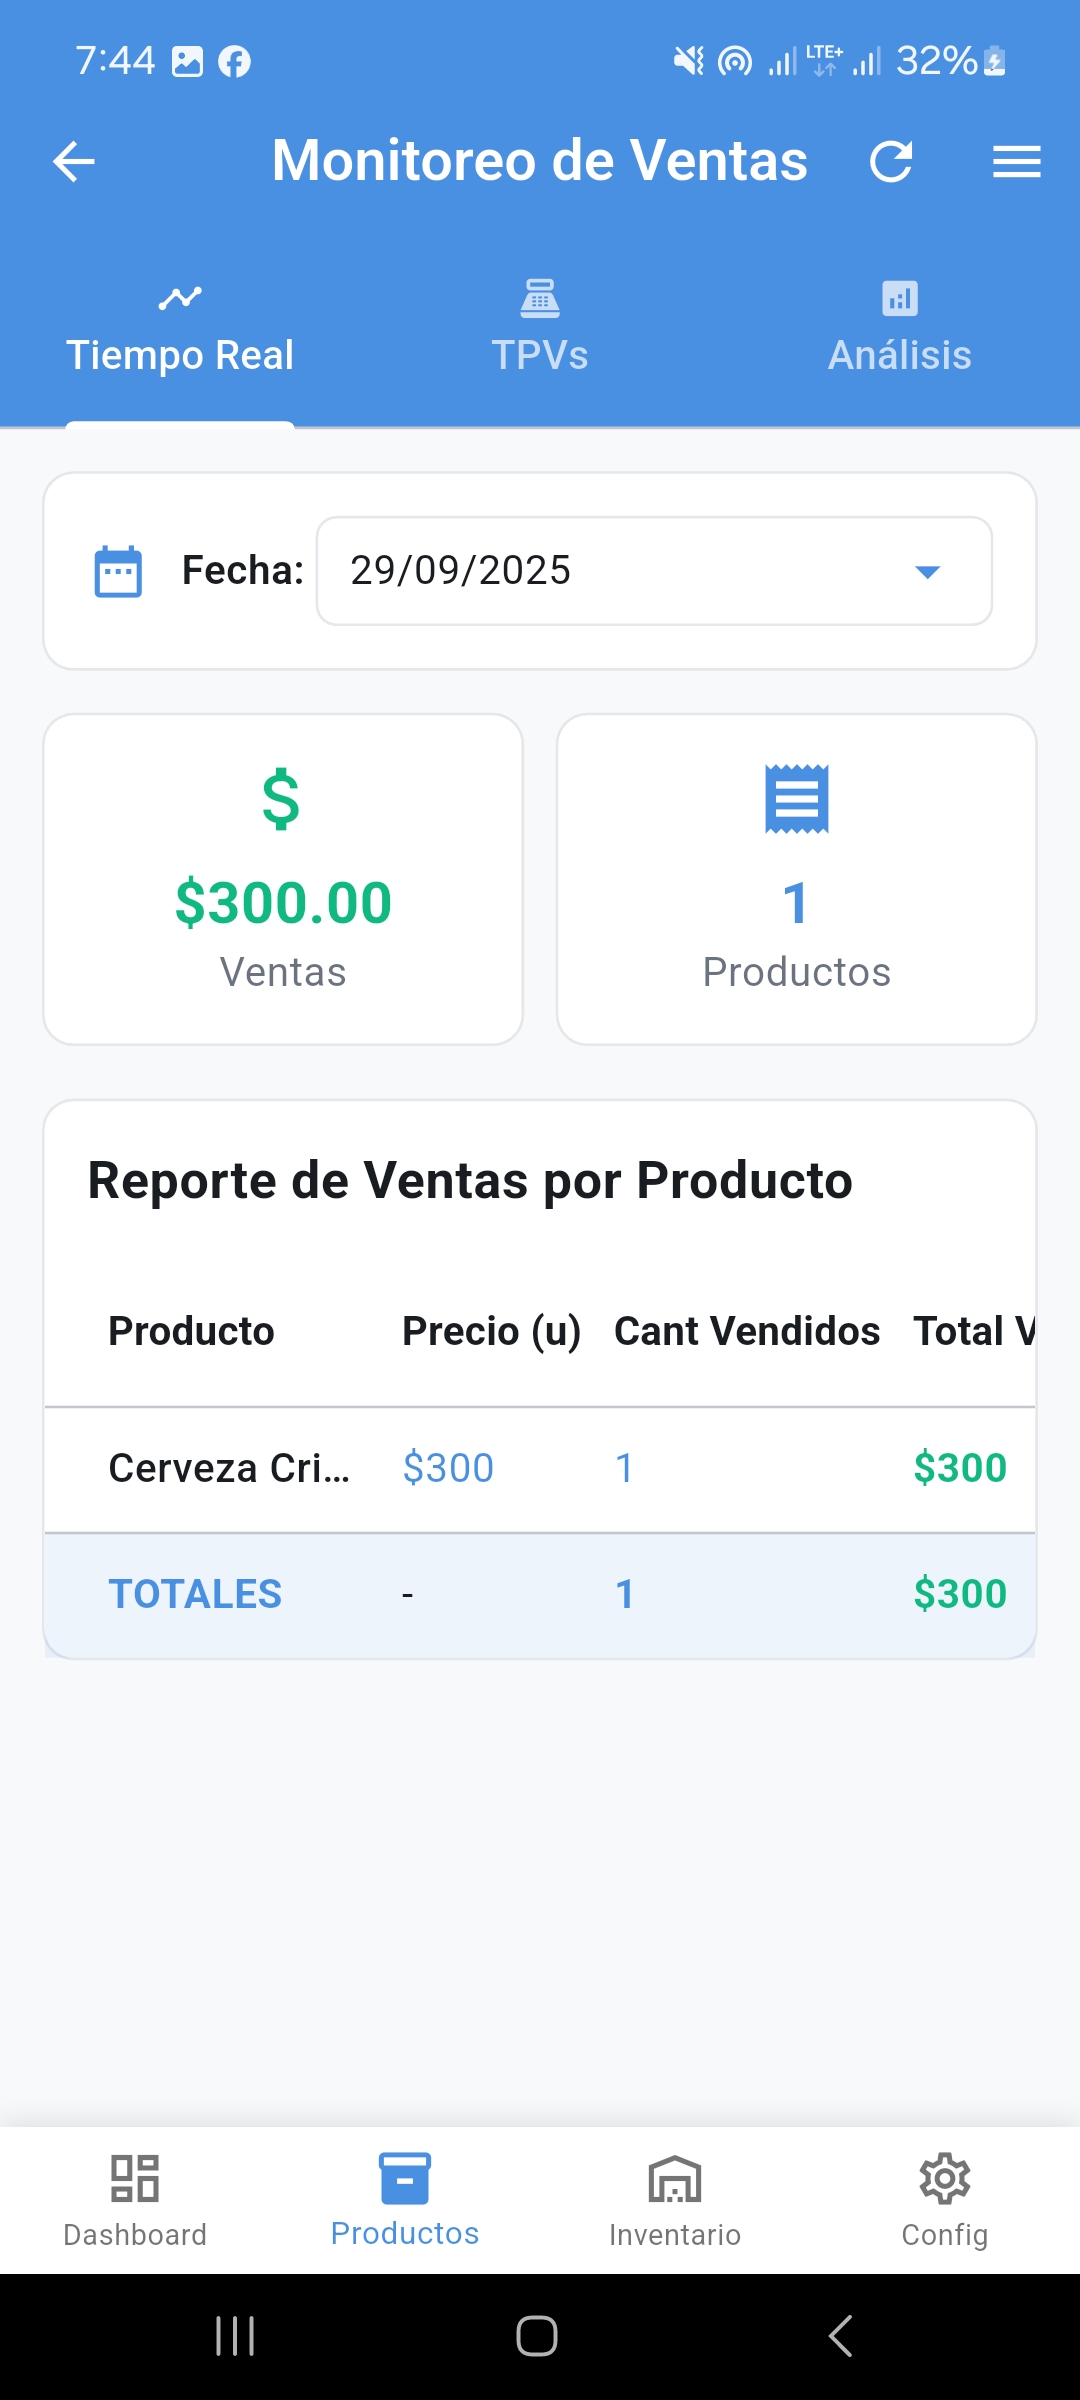 7:44 LTE+ 32%
Monitoreo de Ventas
Tiempo Real TPVs Análisis
Fecha: 29/09/2025
$
$300.00 1
Ventas Productos
Reporte de Ventas por Producto
Producto Precio (u) Cant Vendidos Total V
Cerveza Cri... $300 1 $300
TOTALES - 1 $300
Dashboard Productos Inventario Config